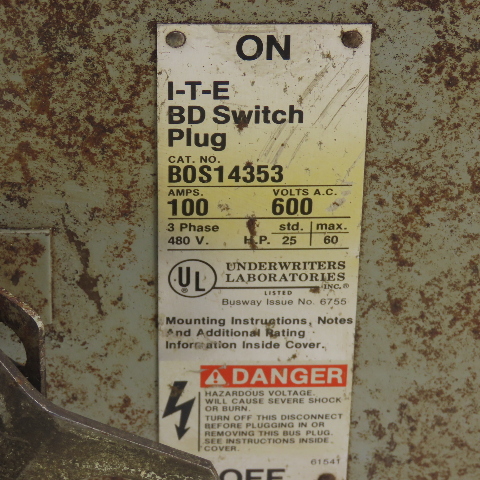 ON
I-T-E
BD Switch
Plug
CAT. NO.
BOS14353
AMPS. VOLTS A.C.
100 600
3 Phase std. max.
480 V. H.P. 25 60
UL UNDERWRITERS
LABORATORIES
INC.®
LISTED
Busway Issue No. 6755
Mounting Instructions, Notes
And Additional Rating
Information Inside Cover.
DANGER
HAZARDOUS VOLTAGE.
WILL CAUSE SEVERE SHOCK
OR BURN.
TURN OFF THIS DISCONNECT
BEFORE PLUGGING IN OR
REMOVING THIS BUS PLUG.
SEE INSTRUCTIONS INSIDE
COVER.
61541
OFF